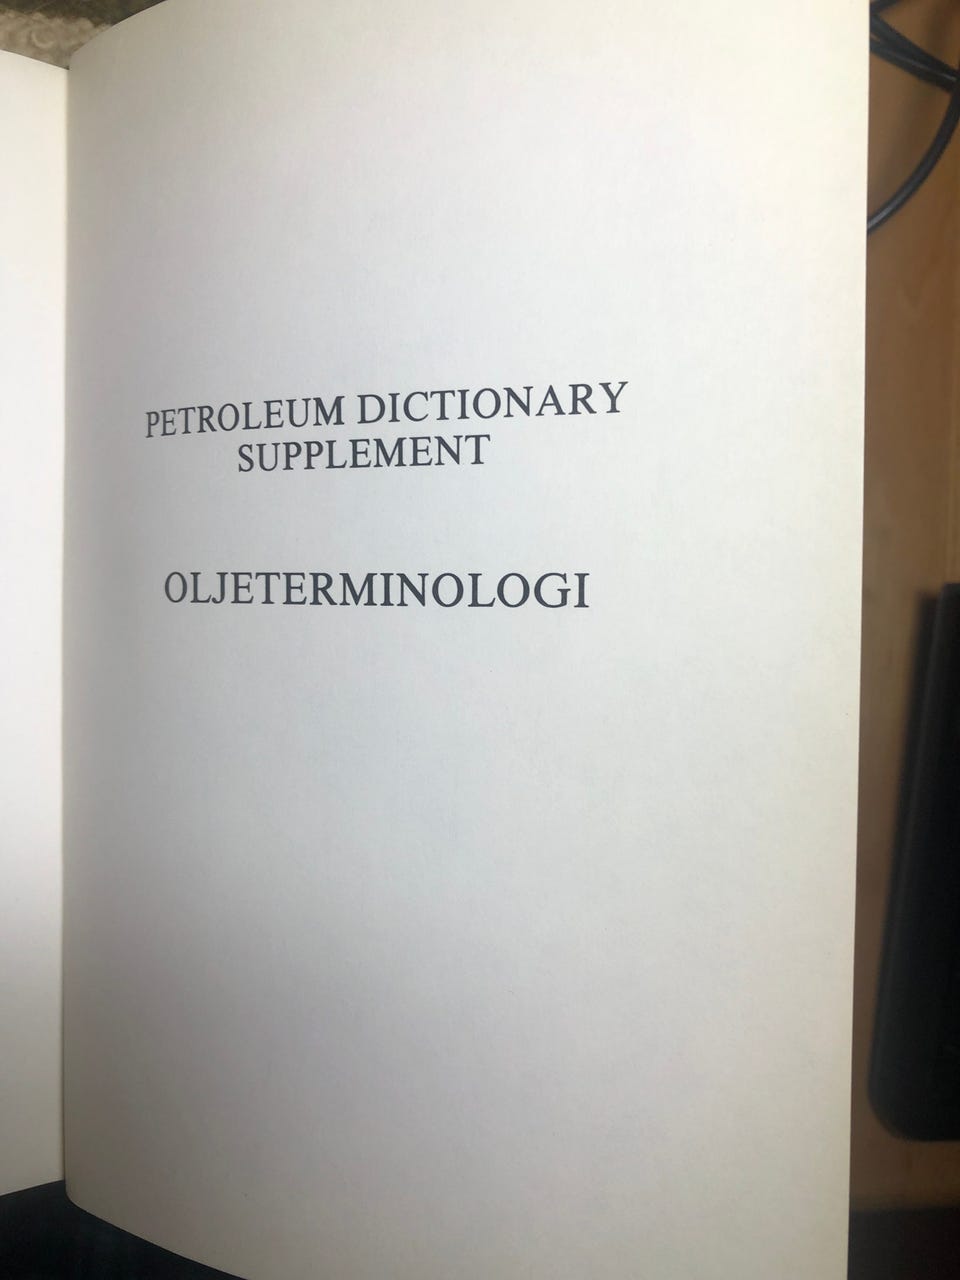 PETROLEUM DICTIONARY
SUPPLEMENT
OLJETERMINOLOGI